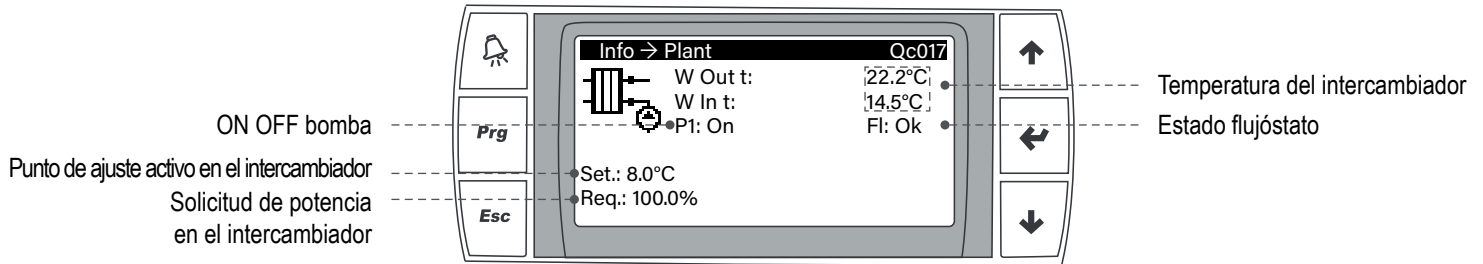 Info → Plant Qc017
W Out t: 22.2°C
W In t: 14.5°C
P1: On Fl: Ok
Set.: 8.0°C
Req.: 100.0%
Prg
Esc
ON OFF bomba
Punto de ajuste activo en el intercambiador
Solicitud de potencia
en el intercambiador
Temperatura del intercambiador
Estado flujóstato